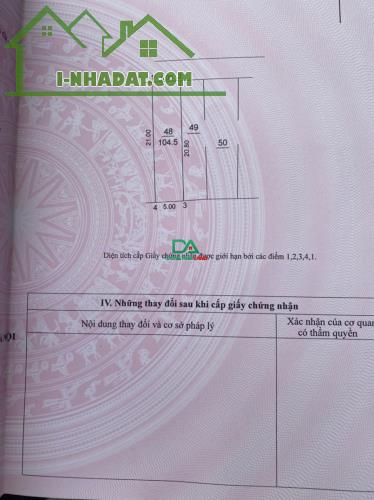 I-NHADAT.COM
48
104.5
49
50
21.00
20.80
4 5.00 3
DA
Diện tích cấp Giấy chứng nhận được giới hạn bởi các điểm 1,2,3,4,1.
IV. Những thay đổi sau khi cấp giấy chứng nhận
Nội dung thay đổi và cơ sở pháp lý
Xác nhận của cơ quan
có thẩm quyền